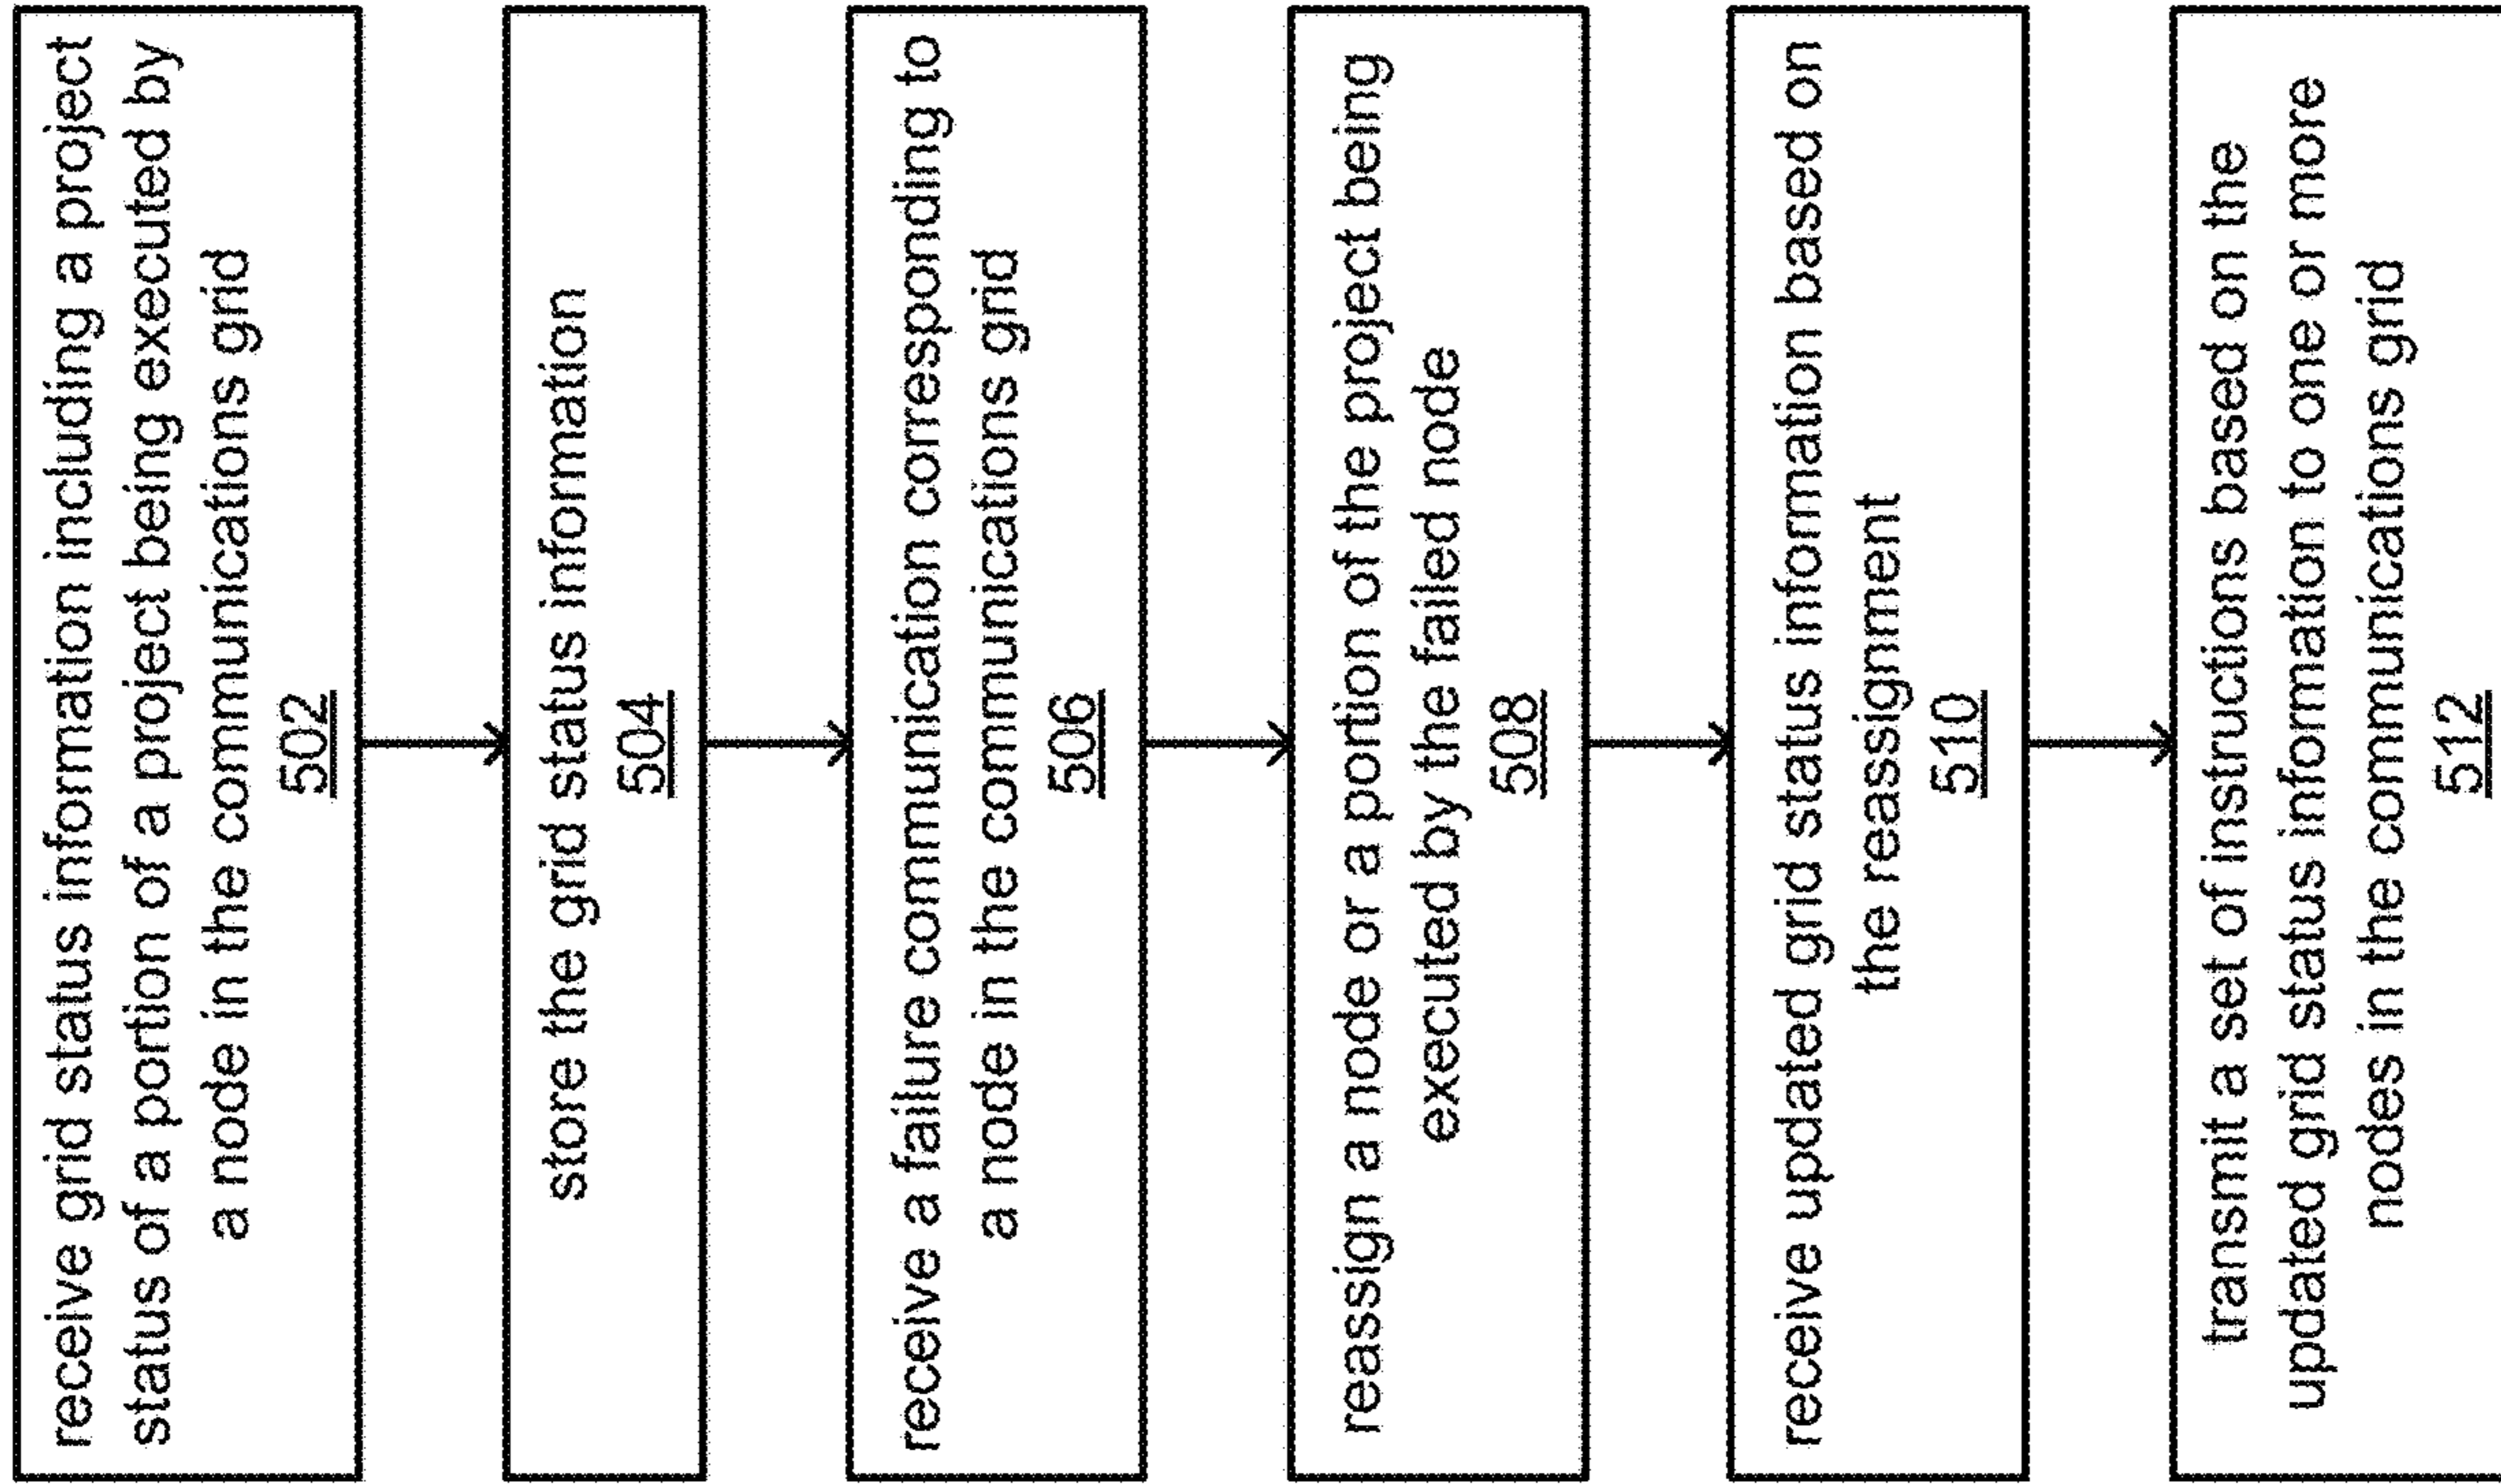 receive grid status information including a project
status of a portion of a project being executed by
a node in the communications grid
502
store the grid status information
504
receive a failure communication corresponding to
a node in the communications grid
506
reassign a node or a portion of the project being
executed by the failed node
508
receive updated grid status information based on
the reassignment
510
transmit a set of instructions based on the
updated grid status information to one or more
nodes in the communications grid
512